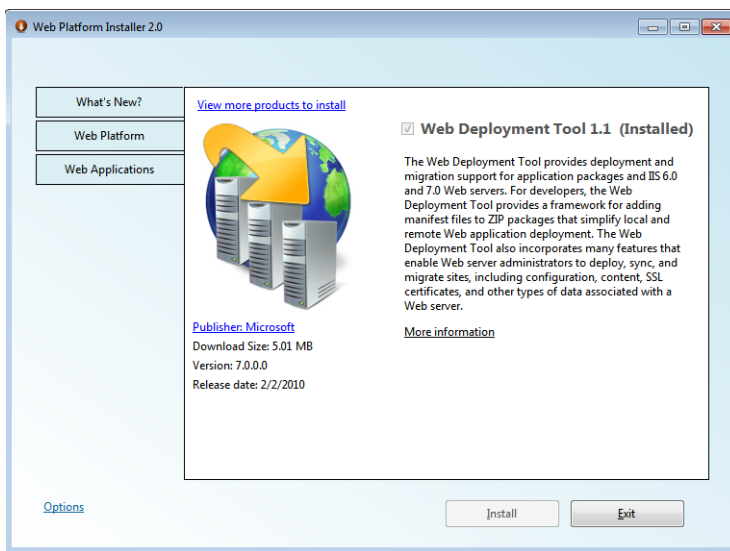 Web Platform Installer 2.0
What's New?
Web Platform
Web Applications
View more products to install
Publisher: Microsoft
Download Size: 5.01 MB
Version: 7.0.0.0
Release date: 2/2/2010
Web Deployment Tool 1.1 (Installed)
The Web Deployment Tool provides deployment and
migration support for application packages and IIS 6.0
and 7.0 Web servers. For developers, the Web
Deployment Tool provides a framework for adding
manifest files to ZIP packages that simplify local and
remote Web application deployment. The Web
Deployment Tool also incorporates many features that
enable Web server administrators to deploy, sync, and
migrate sites, including configuration, content, SSL
certificates, and other types of data associated with a
Web server.
More information
Options
Install
Exit